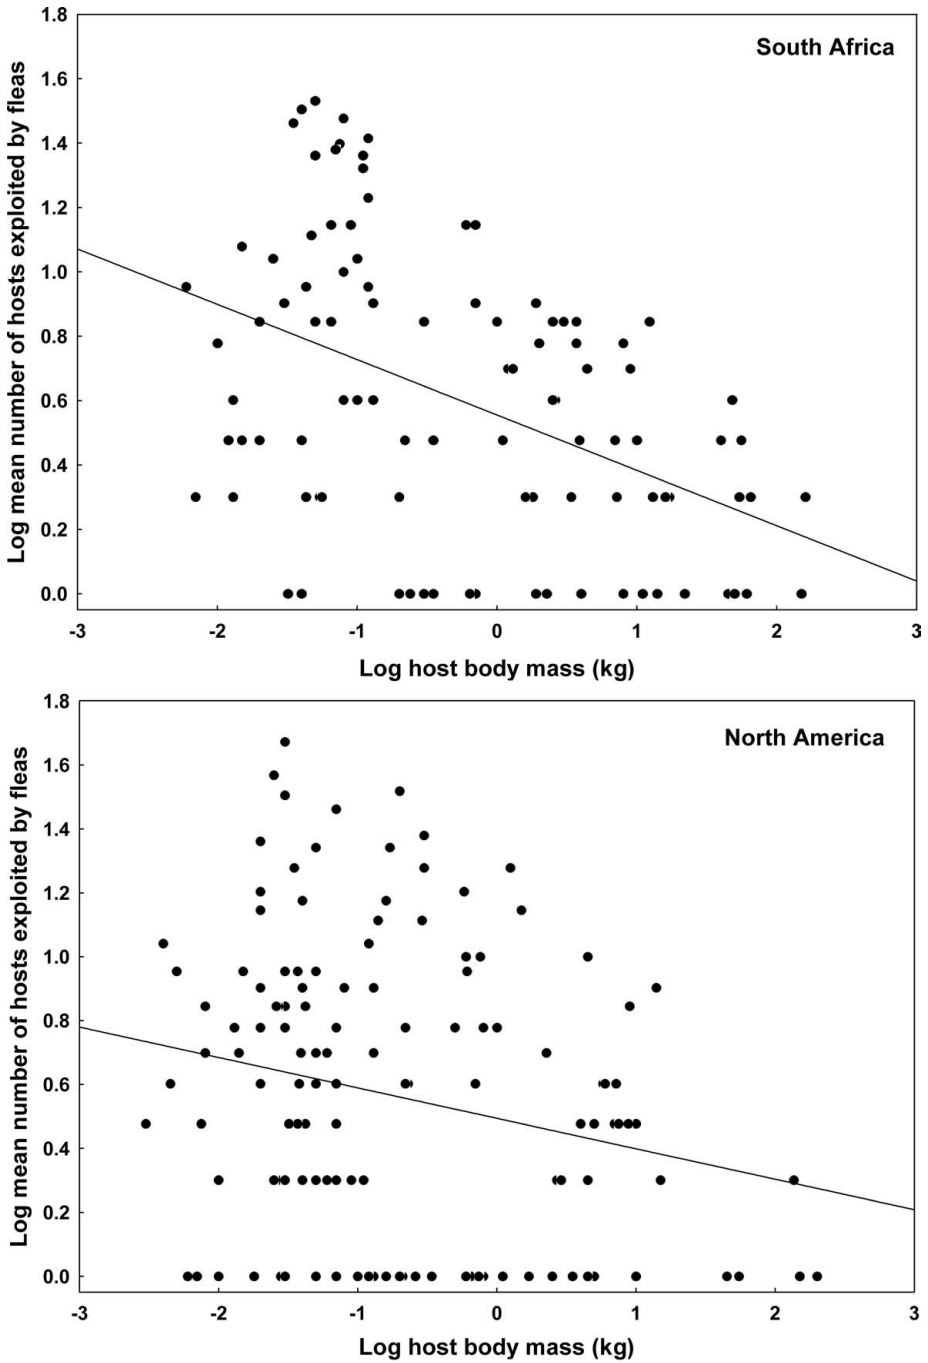 South Africa
Log mean number of hosts exploited by fleas
1.8
1.6
1.4
1.2
1.0
0.8
0.6
0.4
0.2
0.0
-3 -2 -1 0 1 2 3
Log host body mass (kg)
North America
Log mean number of hosts exploited by fleas
1.8
1.6
1.4
1.2
1.0
0.8
0.6
0.4
0.2
0.0
-3 -2 -1 0 1 2 3
Log host body mass (kg)